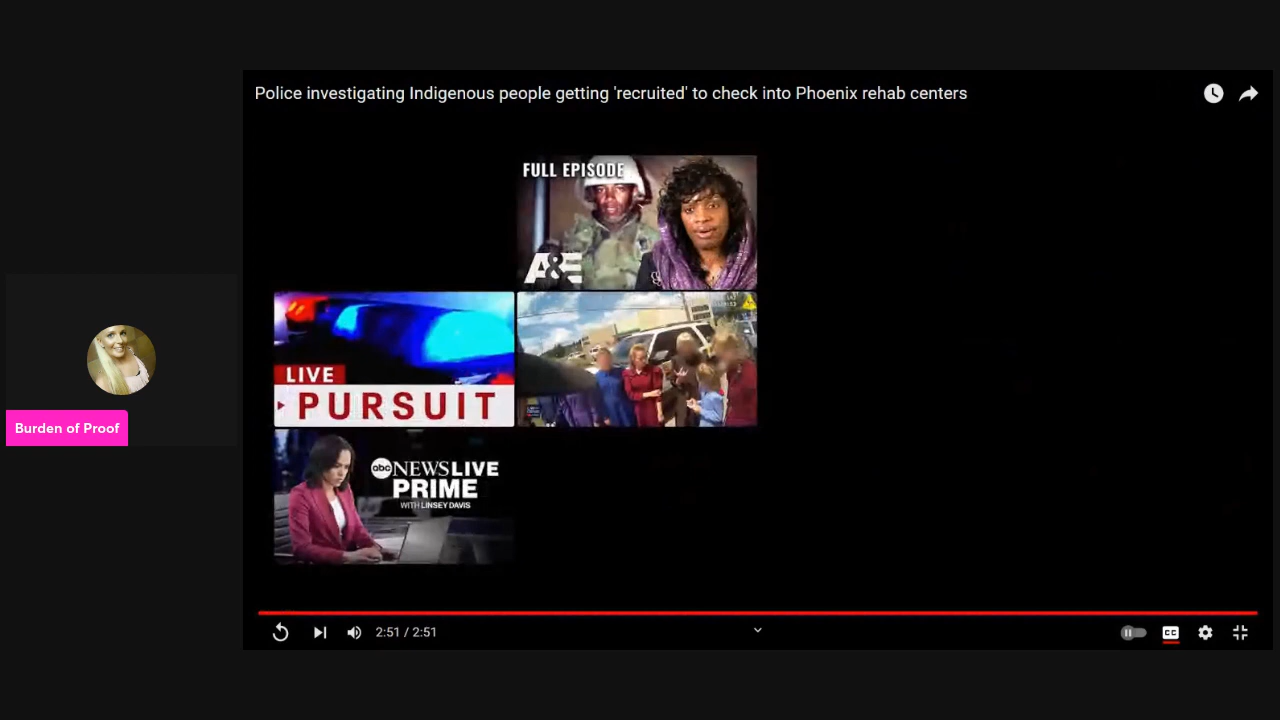 Police investigating Indigenous people getting 'recruited' to check into Phoenix rehab centers
FULL EPISODE
A&E
LIVE
PURSUIT
abc NEWS LIVE
PRIME
WITH LINSEY DAVIS
Burden of Proof
2:51 / 2:51
CC